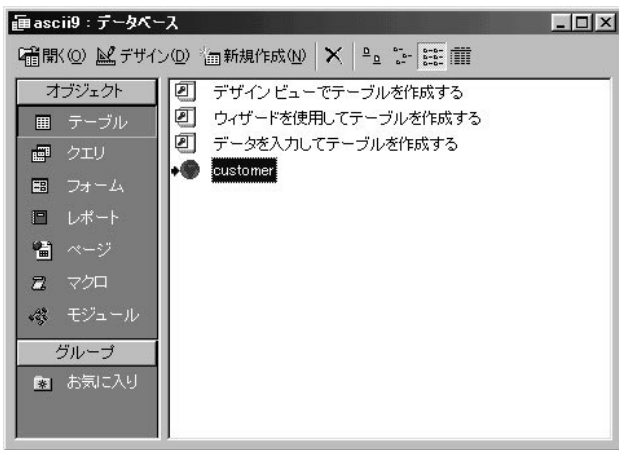 ascii9 : データベース
開く(O) デザイン(D) 新規作成(N)
オブジェクト
テーブル
クエリ
フォーム
レポート
ページ
マクロ
モジュール
グループ
お気に入り
デザイン ビューでテーブルを作成する
ウィザードを使用してテーブルを作成する
データを入力してテーブルを作成する
customer